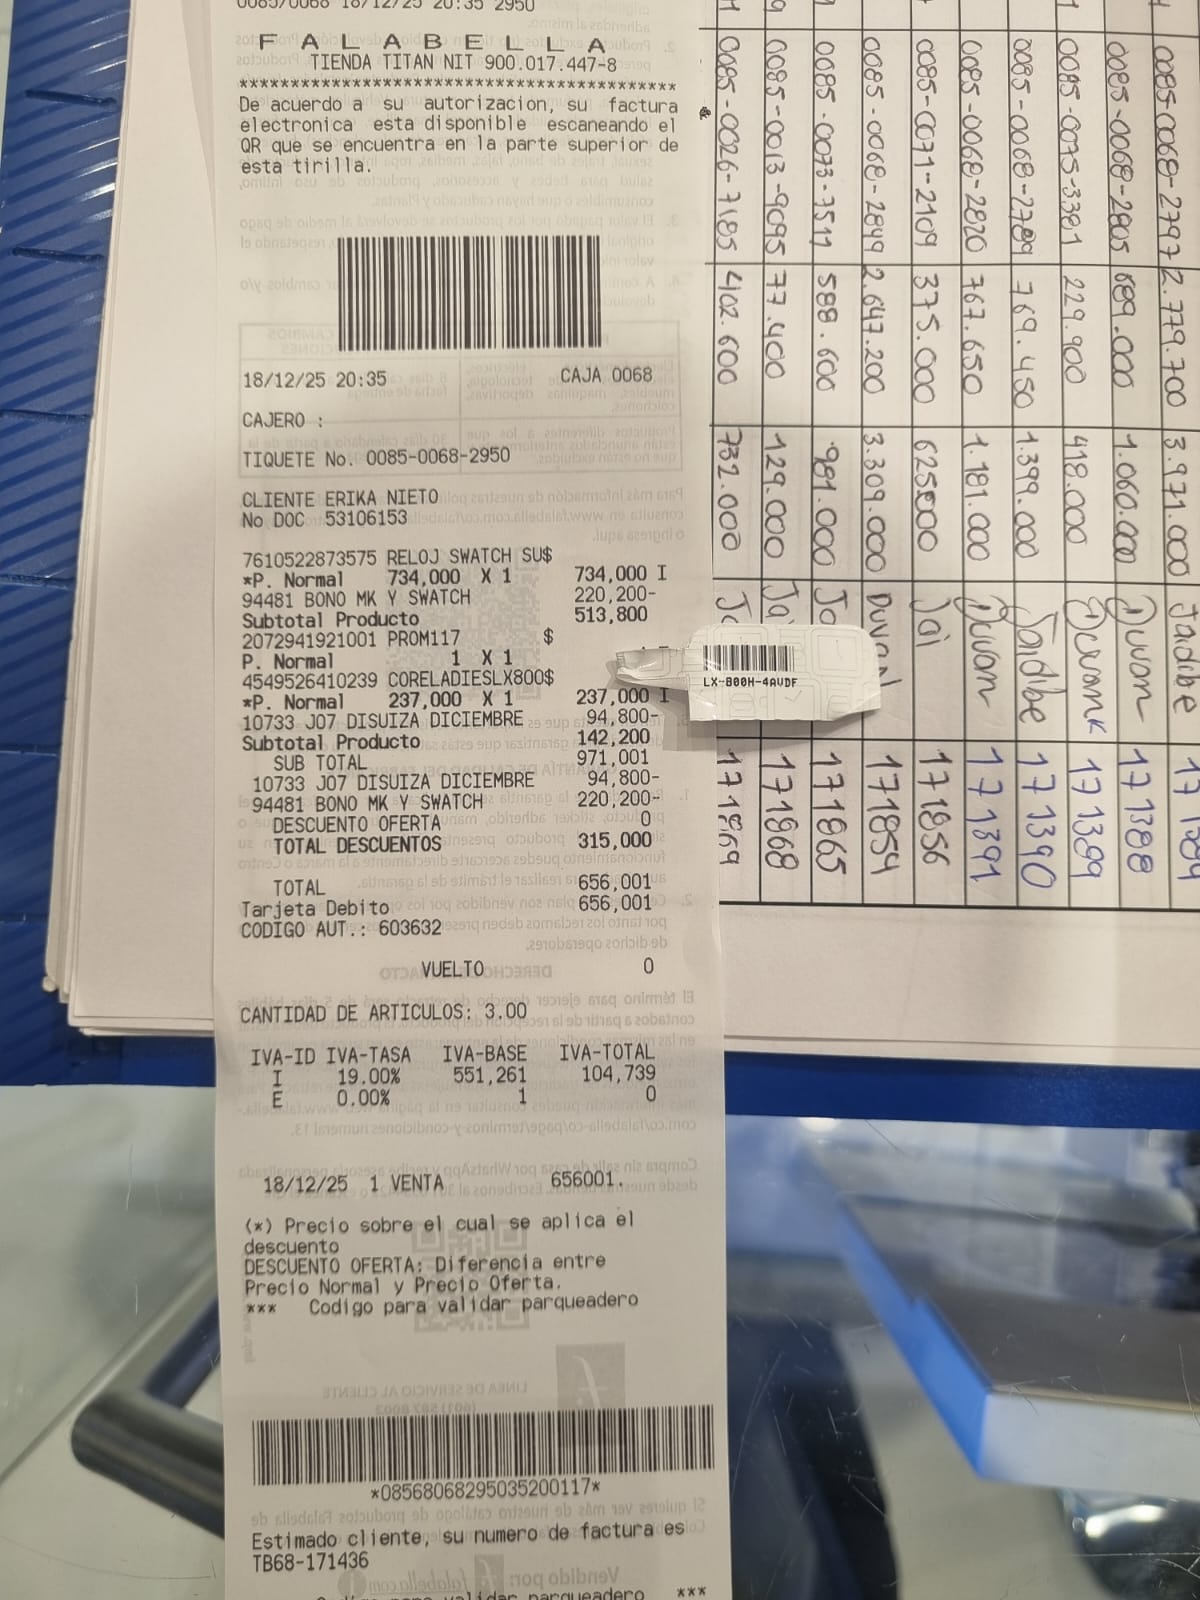 0085/0068 18/12/25 20:35 2950
F A L A B E L L A
TIENDA TITAN NIT 900.017.447-8
******************************************
De acuerdo a su autorizacion, su factura
electronica esta disponible escaneando el
QR que se encuentra en la parte superior de
esta tirilla.
18/12/25 20:35 CAJA 0068
CAJERO :
TIQUETE No. 0085-0068-2950
CLIENTE ERIKA NIETO
No DOC 53106153
7610522873575 RELOJ SWATCH SU$
*P. Normal 734,000 X 1 734,000 I
94481 BONO MK Y SWATCH 220,200-
Subtotal Producto 513,800
2072941921001 PROM117 $
P. Normal 1 X 1
4549526410239 CORELADIESLX800$
*P. Normal 237,000 X 1 237,000 I
10733 J07 DISUIZA DICIEMBRE 94,800-
Subtotal Producto 142,200
SUB TOTAL 971,001
10733 J07 DISUIZA DICIEMBRE 94,800-
94481 BONO MK Y SWATCH 220,200-
DESCUENTO OFERTA 0
TOTAL DESCUENTOS 315,000
TOTAL 656,001
Tarjeta Debito 656,001
CODIGO AUT.: 603632
VUELTO 0
CANTIDAD DE ARTICULOS: 3.00
IVA-ID IVA-TASA IVA-BASE IVA-TOTAL
I 19.00% 551,261 104,739
E 0.00% 1 0
18/12/25 1 VENTA 656001.
(*) Precio sobre el cual se aplica el
descuento
DESCUENTO OFERTA: Diferencia entre
Precio Normal y Precio Oferta.
*** Codigo para validar parqueadero
*08568068295035200117*
Estimado cliente, su numero de factura es
TB68-171436
validar parqueadero ***
LX-800H-4AVDF
0085-0068-2797 2.779.700 3.971.000 Jaidibe
0085-0068-2805 689.000 1.060.000 Duvan 171388
0085-0075-3381 229.900 418.000 171389
0085-0068-2789 769.450 1.399.000 Jaidibe 171390
0085-0068-2820 767.650 1.181.000 Duvan 171391
0085-0071-2109 375.000 625000 Jai 171856
0085-0068-2849 2.647.200 3.309.000 171854
0085-0073-7511 588.600 981.000 171865
0085-0013-9095 77.400 129.000 171868
0085-0026-7185 402.600 732.000 171869